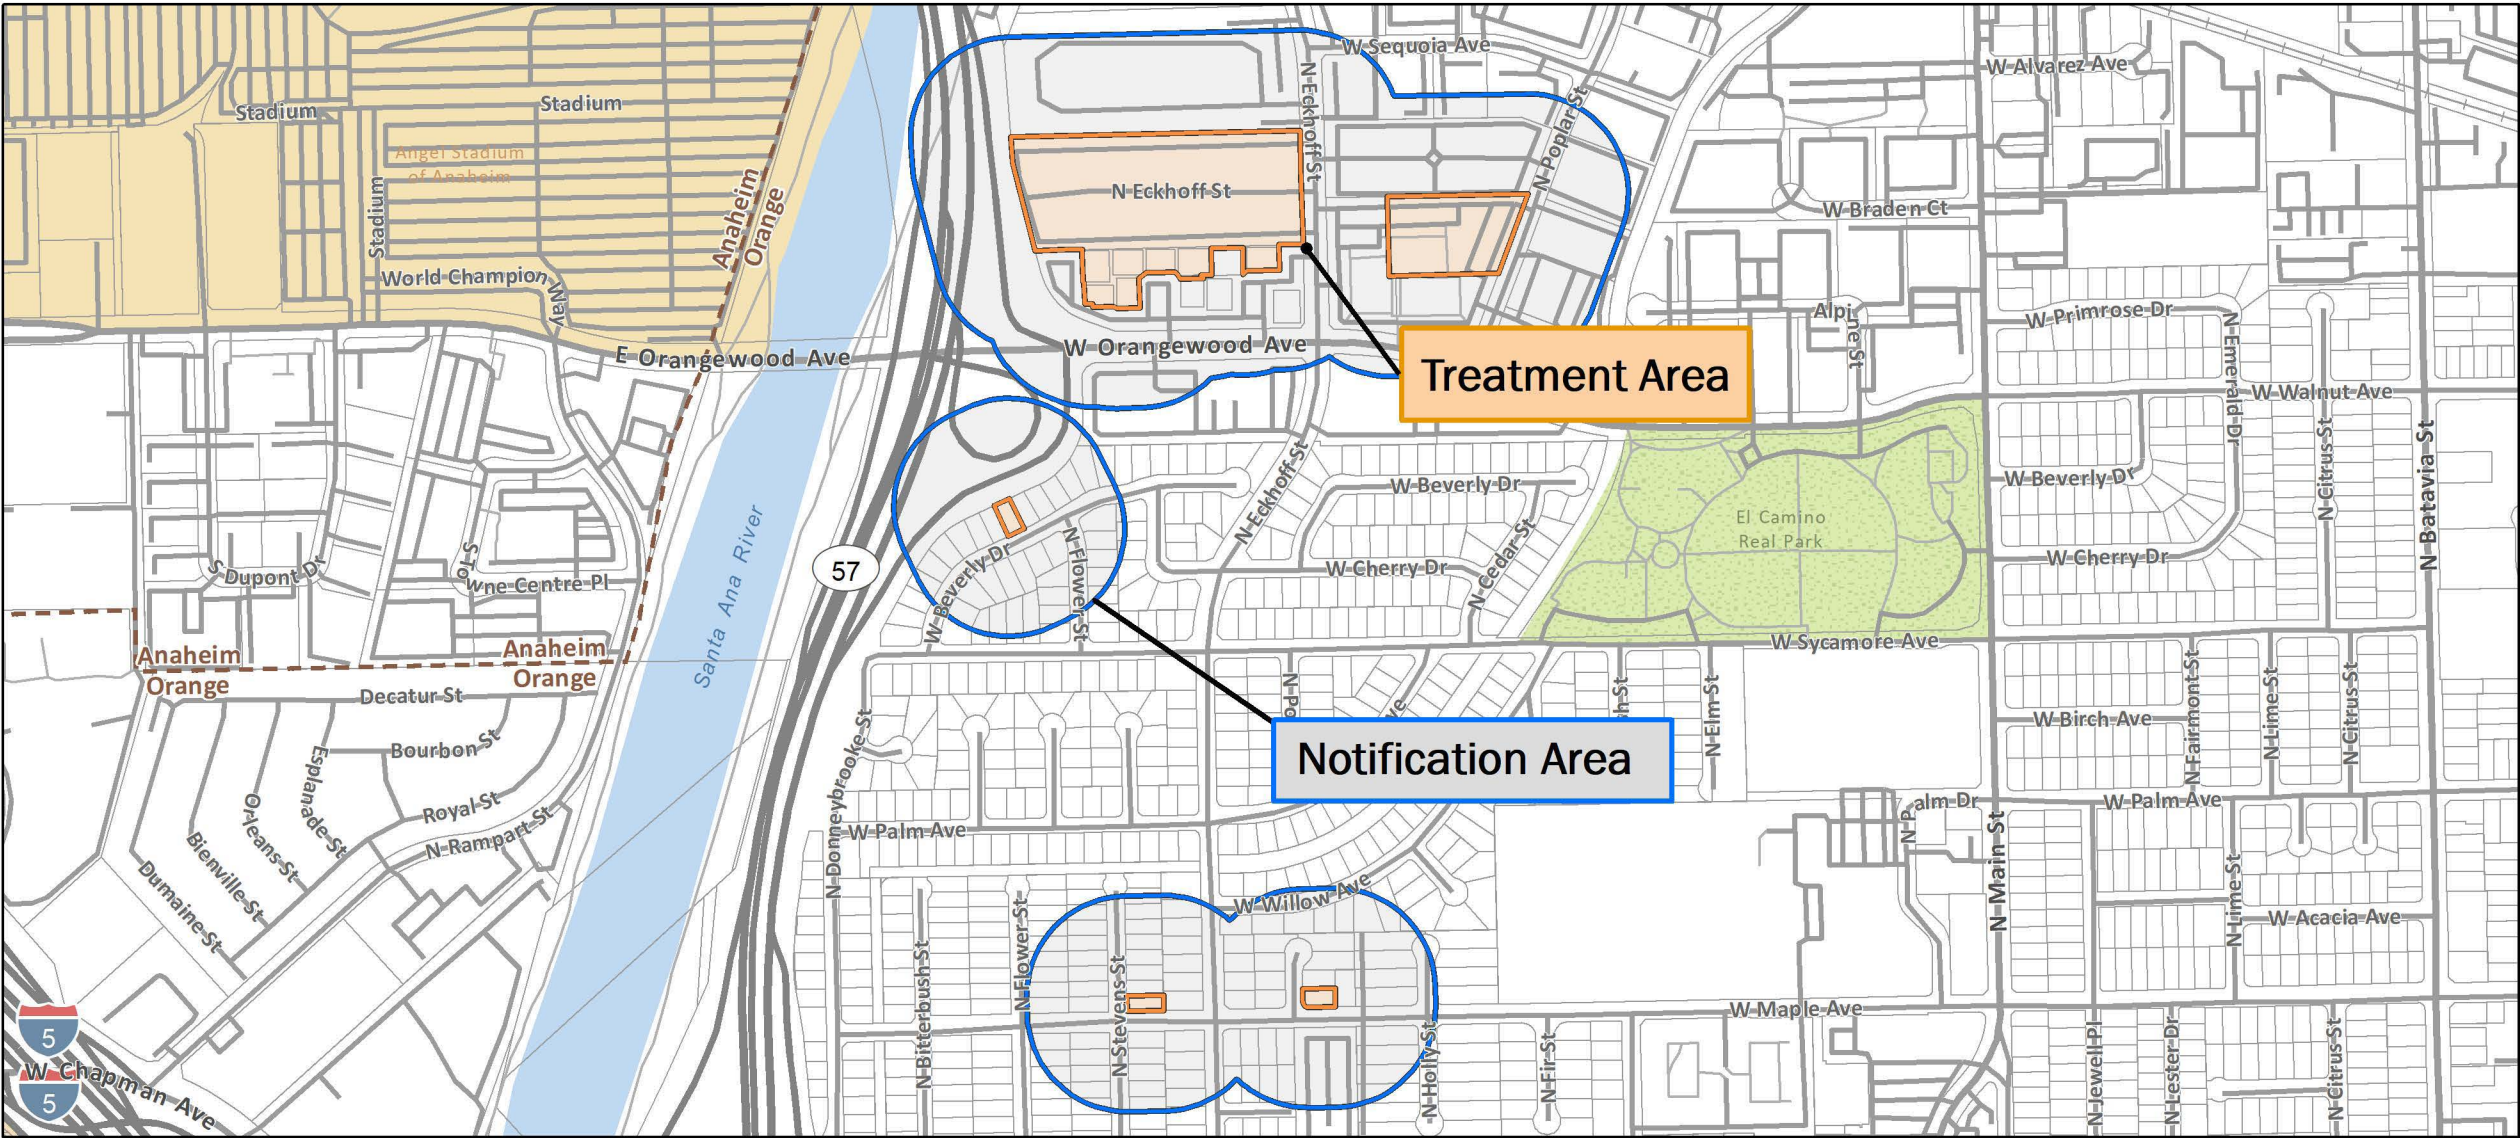 W Sequoia Ave
W Alvarez Ave
Stadium
Stadium
N Eckhoff St
N Poplar St
Angel Stadium
of Anaheim
Stadium
Anaheim
Orange
N Eckhoff St
W Braden Ct
World Champion Way
Alpine St
W Primrose Dr
N Emerald Dr
E Orangewood Ave
W Orangewood Ave
Treatment Area
W Walnut Ave
N Citrus St
N Batavia St
N Eckhoff St
W Beverly Dr
W Beverly Dr
El Camino
Real Park
Santa Ana River
57
W Beverly Dr
N Flower St
W Cherry Dr
N Cedar St
W Cherry Dr
S Dupont Dr
S Towne Centre Pl
Anaheim
Orange
Anaheim
Orange
W Sycamore Ave
Decatur St
Bourbon St
Esplanade St
Orleans St
Royal St
N Rampart St
Bienville St
Dumaine St
N Donneybrooke St
N Po
ve
h St
N Elm St
Notification Area
W Birch Ave
N Fairmont St
N Lime St
N Citrus St
W Palm Ave
N Palm Dr
W Palm Ave
N Main St
W Willow Ave
N Lime St
W Acacia Ave
N Bitterbush St
N Flower St
N Stevens St
N Holly St
N Fir St
W Maple Ave
N Jewell Pl
N Lester Dr
N Citrus St
5
5
W Chapman Ave